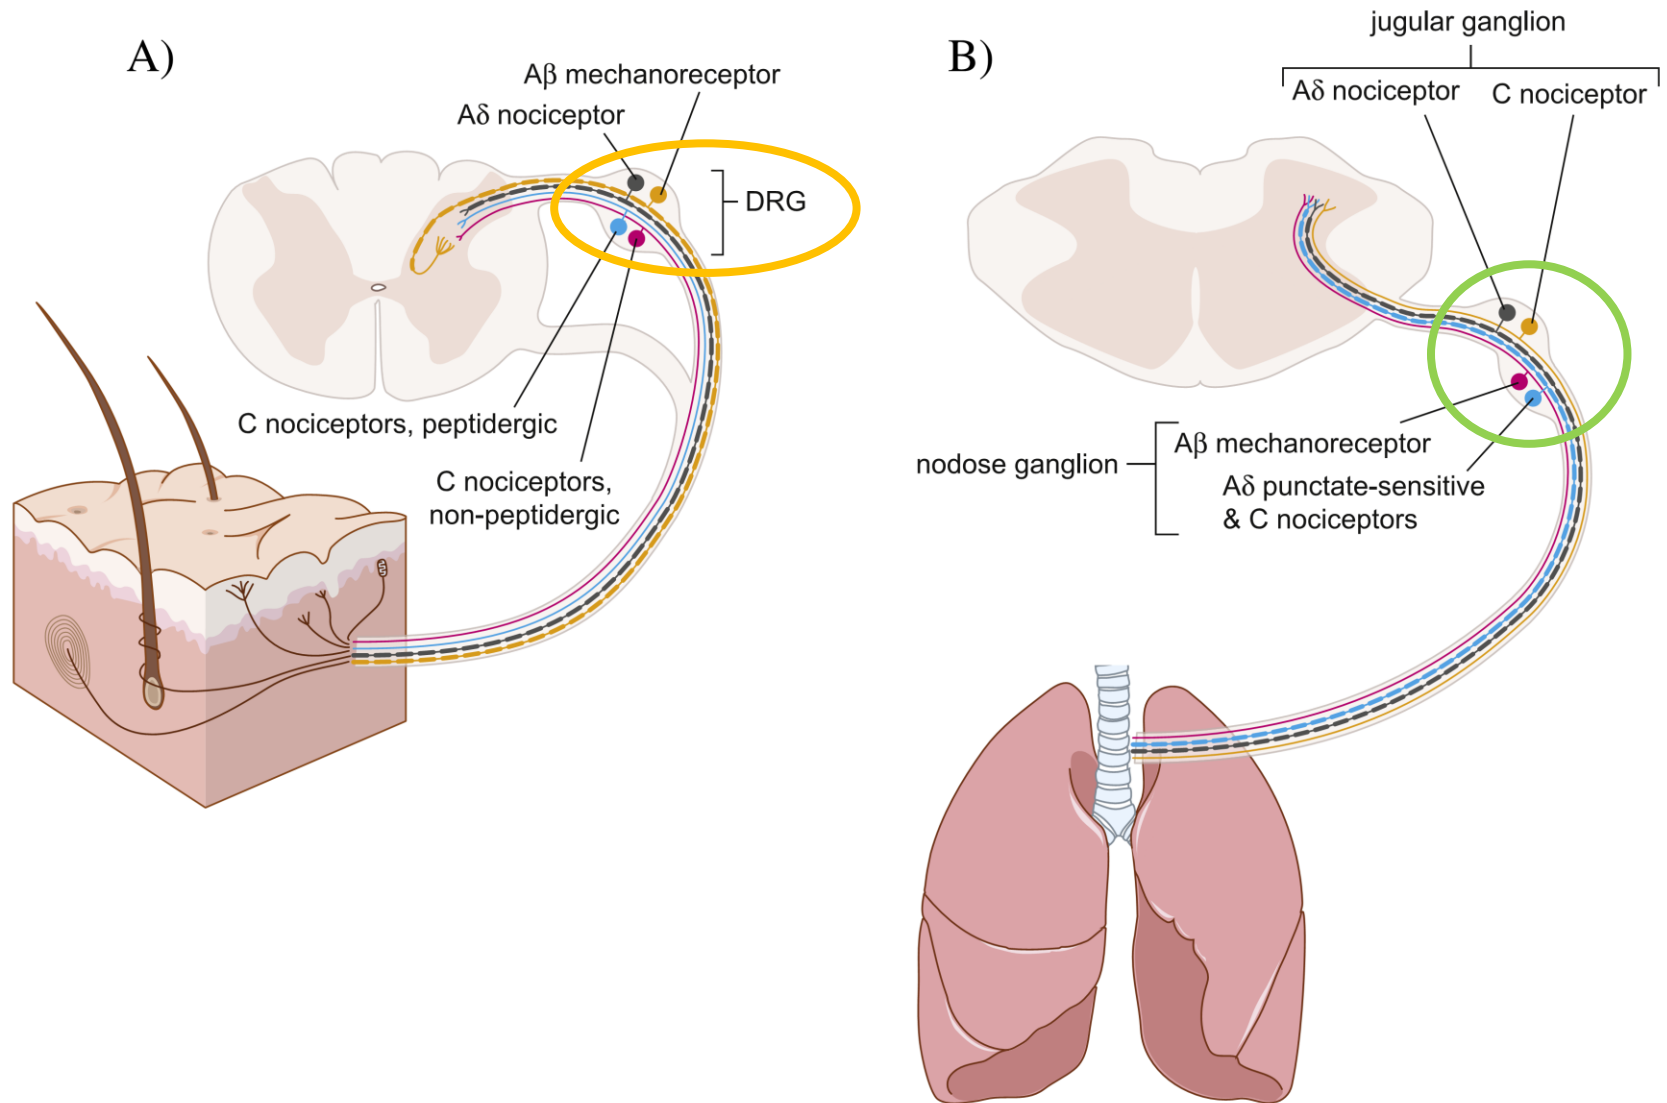 A)
Aβ mechanoreceptor
Aδ nociceptor
DRG
C nociceptors, peptidergic
C nociceptors,
non-peptidergic
B)
jugular ganglion
Aδ nociceptor
C nociceptor
nodose ganglion
Aβ mechanoreceptor
Aδ punctate-sensitive
& C nociceptors